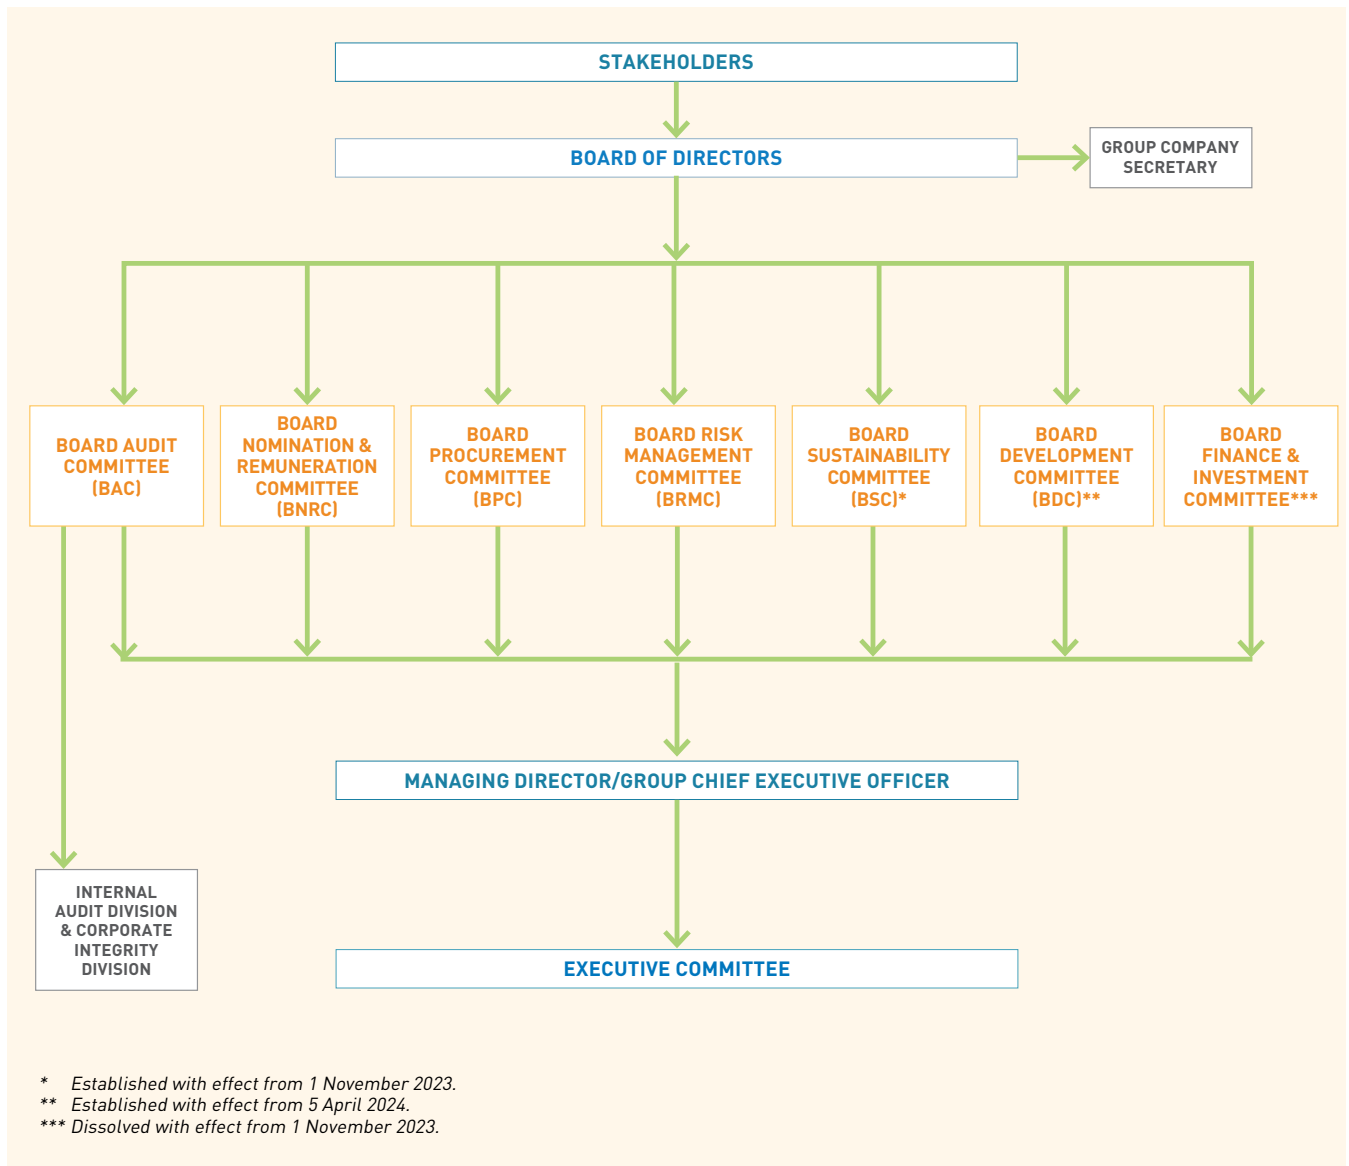 STAKEHOLDERS
BOARD OF DIRECTORS
GROUP COMPANY
SECRETARY
BOARD AUDIT
COMMITTEE
(BAC)
BOARD
NOMINATION &
REMUNERATION
COMMITTEE
(BNRC)
BOARD
PROCUREMENT
COMMITTEE
(BPC)
BOARD RISK
MANAGEMENT
COMMITTEE
(BRMC)
BOARD
SUSTAINABILITY
COMMITTEE
(BSC)*
BOARD
DEVELOPMENT
COMMITTEE
(BDC)**
BOARD
FINANCE &
INVESTMENT
COMMITTEE***
MANAGING DIRECTOR/GROUP CHIEF EXECUTIVE OFFICER
INTERNAL
AUDIT DIVISION
& CORPORATE
INTEGRITY
DIVISION
EXECUTIVE COMMITTEE
* Established with effect from 1 November 2023.
** Established with effect from 5 April 2024.
*** Dissolved with effect from 1 November 2023.